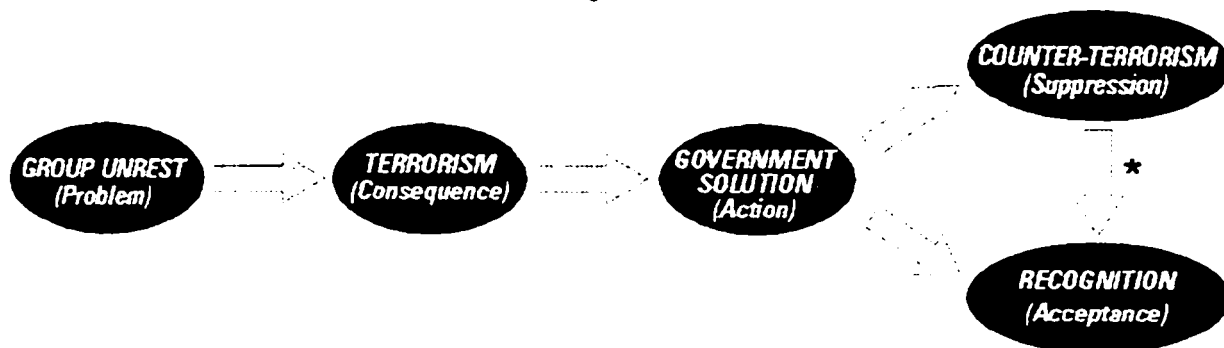 GROUP UNREST
(Problem)
TERRORISM
(Consequence)
GOVERNMENT
SOLUTION
(Action)
COUNTER-TERRORISM
(Suppression)
*
RECOGNITION
(Acceptance)